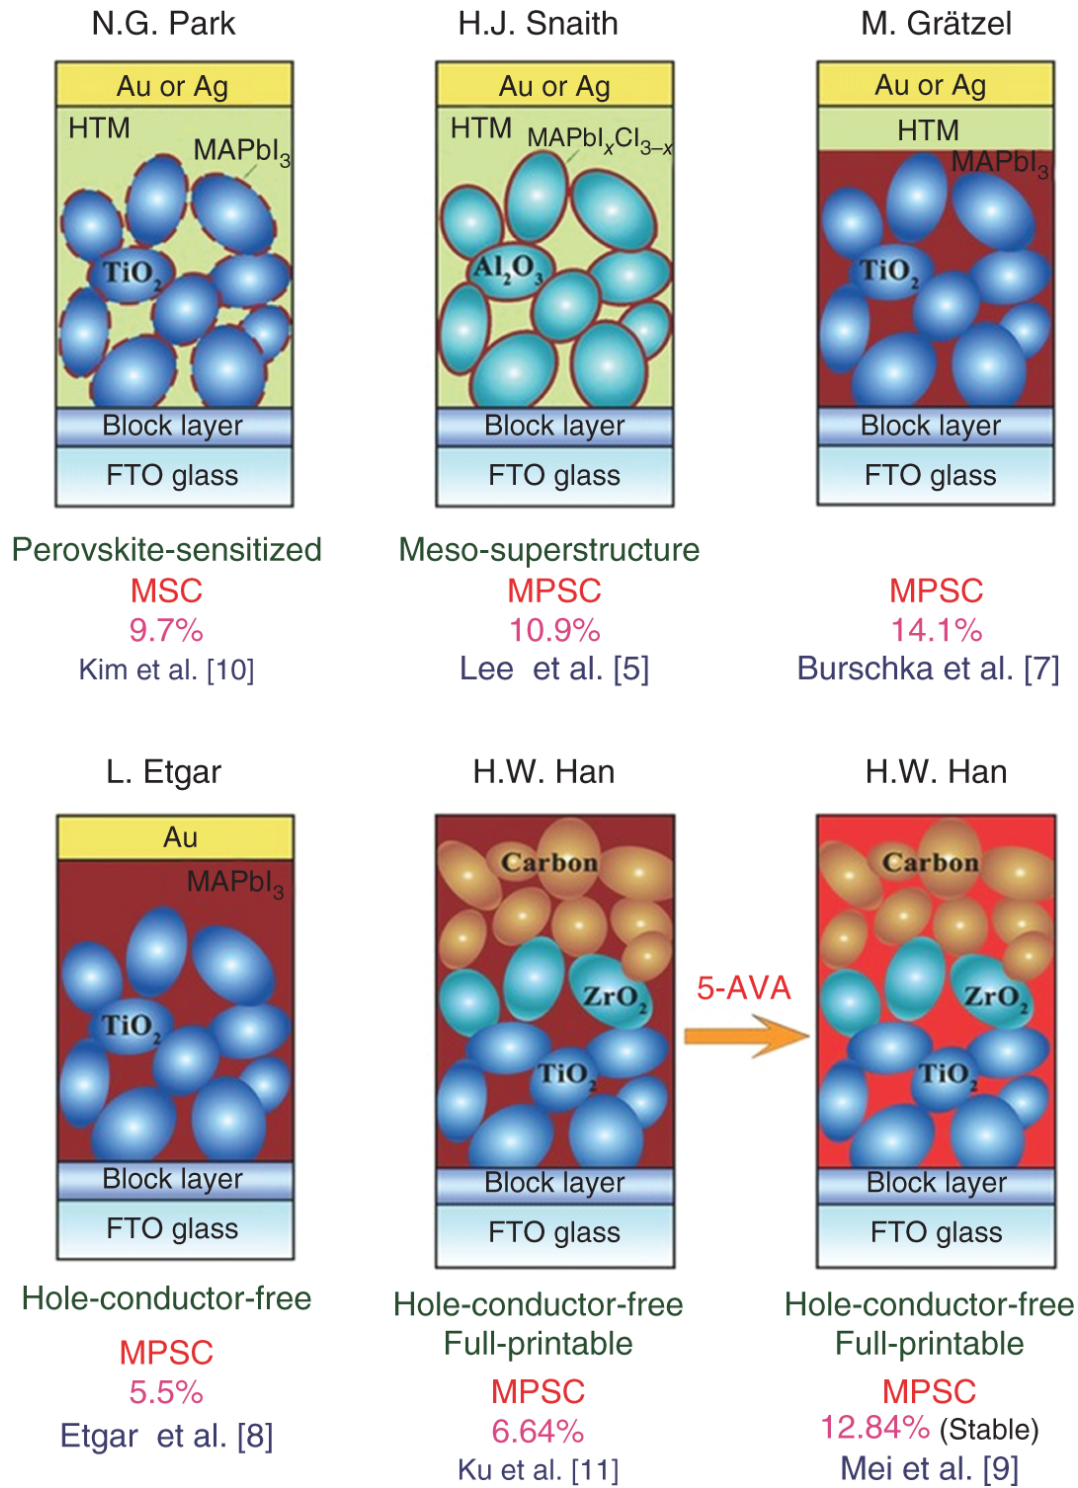 N.G. Park
Au or Ag
HTM
MAPbI3
TiO2
Block layer
FTO glass
Perovskite-sensitized
MSC
9.7%
Kim et al. [10]
H.J. Snaith
Au or Ag
HTM
MAPbIxCl3–x
Al2O3
Block layer
FTO glass
Meso-superstructure
MPSC
10.9%
Lee et al. [5]
M. Grätzel
Au or Ag
HTM
MAPbI3
TiO2
Block layer
FTO glass
MPSC
14.1%
Burschka et al. [7]
L. Etgar
Au
MAPbI3
TiO2
Block layer
FTO glass
Hole-conductor-free
MPSC
5.5%
Etgar et al. [8]
H.W. Han
Carbon
ZrO2
TiO2
Block layer
FTO glass
Hole-conductor-free
Full-printable
MPSC
6.64%
Ku et al. [11]
5-AVA
H.W. Han
Carbon
ZrO2
TiO2
Block layer
FTO glass
Hole-conductor-free
Full-printable
MPSC
12.84% (Stable)
Mei et al. [9]